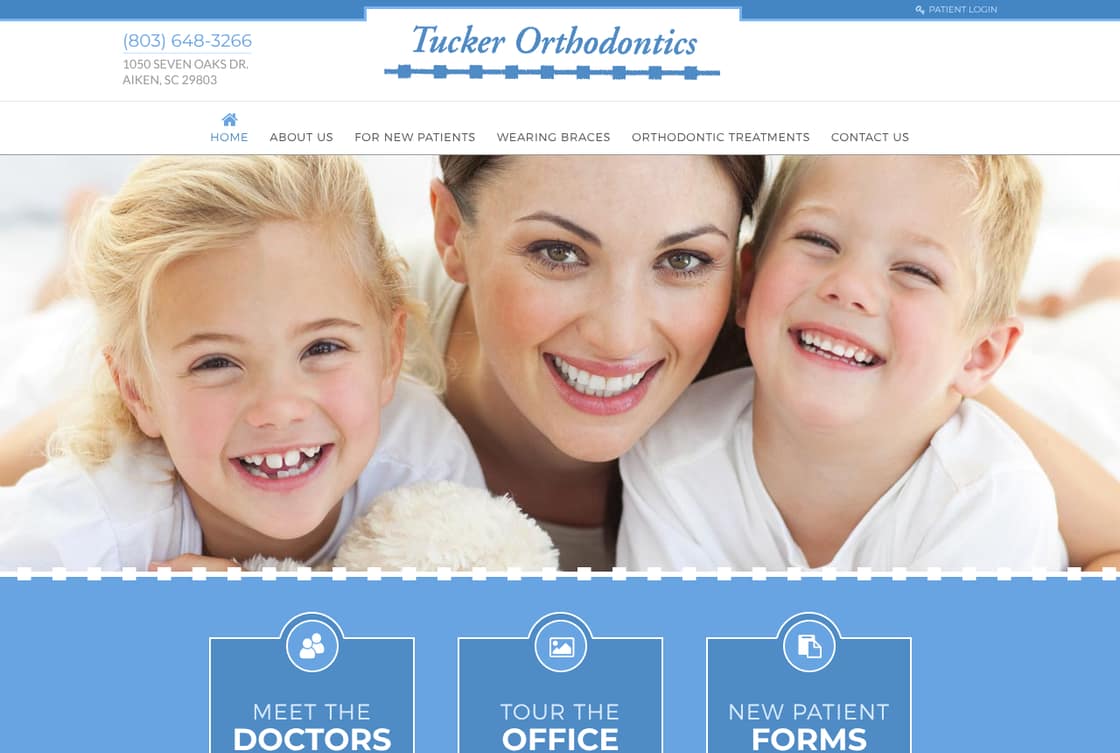 PATIENT LOGIN
Tucker Orthodontics
(803) 648-3266
1050 SEVEN OAKS DR.
AIKEN, SC 29803
HOME
ABOUT US
FOR NEW PATIENTS
WEARING BRACES
ORTHODONTIC TREATMENTS
CONTACT US
MEET THE
DOCTORS
TOUR THE
OFFICE
NEW PATIENT
FORMS